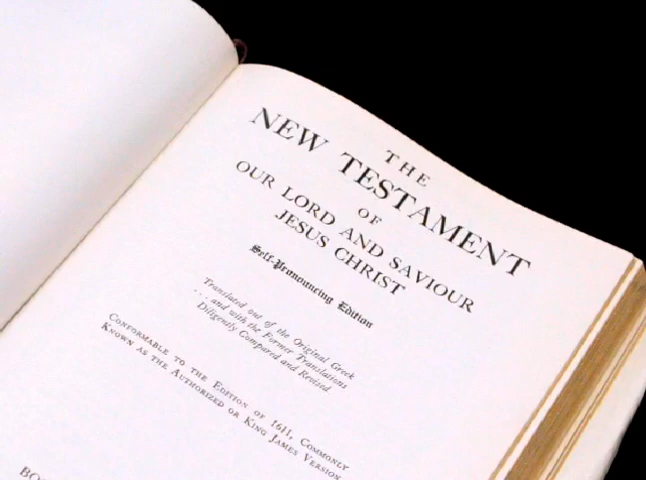 THE
NEW TESTAMENT
OF
OUR LORD AND SAVIOUR
JESUS CHRIST
Self-Pronouncing Edition
Translated out of the Original Greek
. . . and with the Former Translations
Diligently Compared and Revised
CONFORMABLE TO THE EDITION OF 1611, COMMONLY
KNOWN AS THE AUTHORIZED OR KING JAMES VERSION